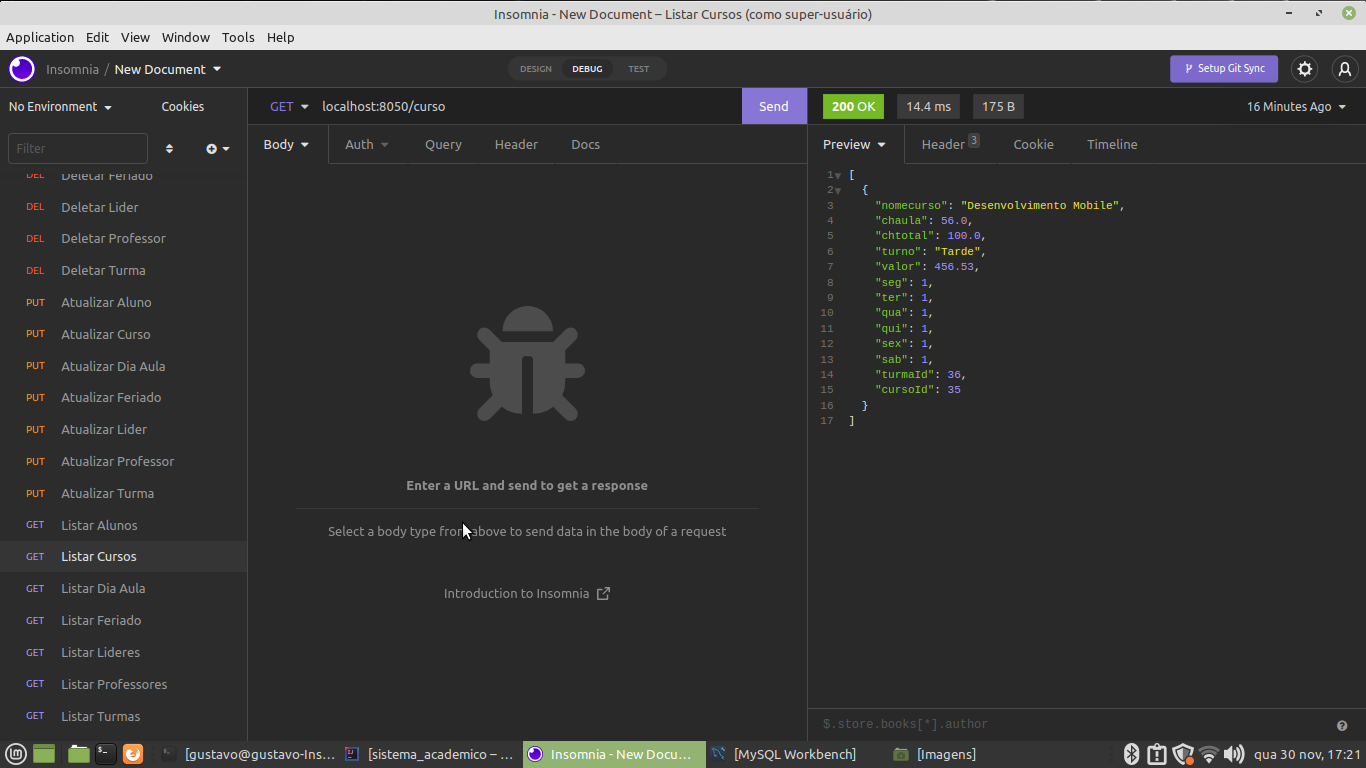 Insomnia - New Document – Listar Cursos (como super-usuário)
Application Edit View Window Tools Help
Insomnia / New Document
DESIGN DEBUG TEST
Setup Git Sync
No Environment Cookies
GET localhost:8050/curso Send
200 OK 14.4 ms 175 B 16 Minutes Ago
Filter
Body Auth Query Header Docs
Preview Header 3 Cookie Timeline
DEL Deletar Feriado
DEL Deletar Lider
DEL Deletar Professor
DEL Deletar Turma
PUT Atualizar Aluno
PUT Atualizar Curso
PUT Atualizar Dia Aula
PUT Atualizar Feriado
PUT Atualizar Lider
PUT Atualizar Professor
PUT Atualizar Turma
GET Listar Alunos
GET Listar Cursos
GET Listar Dia Aula
GET Listar Feriado
GET Listar Lideres
GET Listar Professores
GET Listar Turmas
Enter a URL and send to get a response
Select a body type from above to send data in the body of a request
Introduction to Insomnia
1 [
2 {
3 "nomecurso": "Desenvolvimento Mobile",
4 "chaula": 56.0,
5 "chtotal": 100.0,
6 "turno": "Tarde",
7 "valor": 456.53,
8 "seg": 1,
9 "ter": 1,
10 "qua": 1,
11 "qui": 1,
12 "sex": 1,
13 "sab": 1,
14 "turmaId": 36,
15 "cursoId": 35
16 }
17 ]
$.store.books[*].author
[gustavo@gustavo-Ins... [sistema_academico – ... Insomnia - New Docu... [MySQL Workbench] [Imagens] qua 30 nov, 17:21